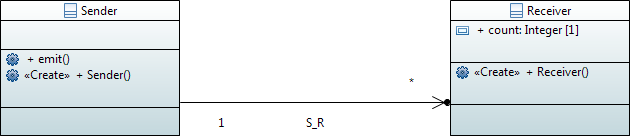 Sender
+ emit()
«Create» + Sender()
Receiver
+ count: Integer [1]
«Create» + Receiver()
*
1
S_R